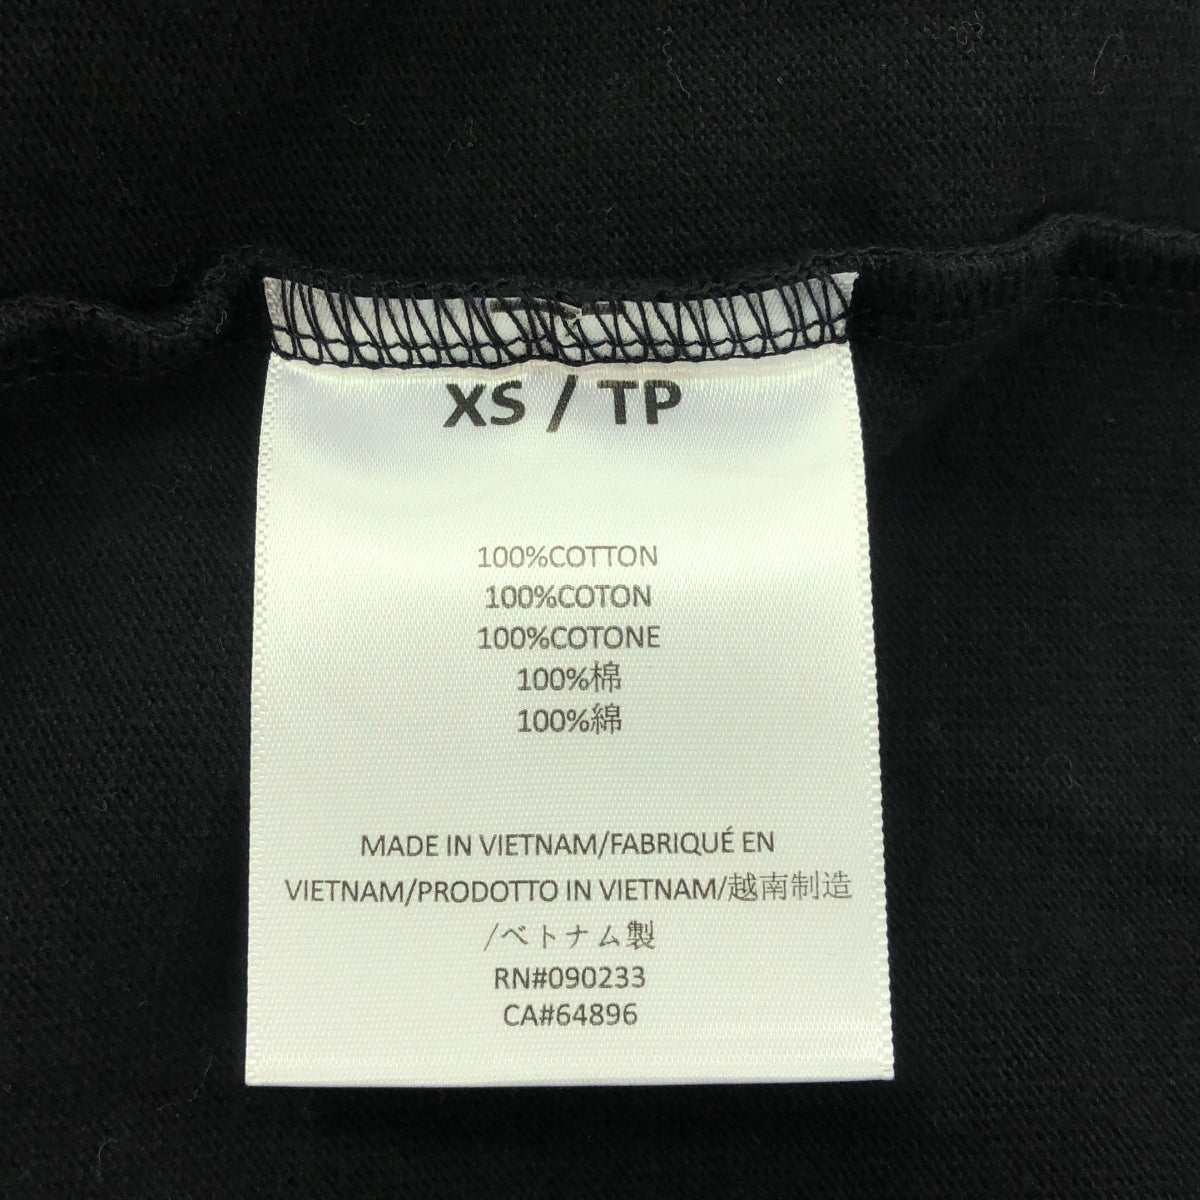 XS / TP
100%COTTON
100%COTON
100%COTONE
100%棉
100%綿
MADE IN VIETNAM/FABRIQUÉ EN
VIETNAM/PRODOTTO IN VIETNAM/越南制造
/ベトナム製
RN#090233
CA#64896